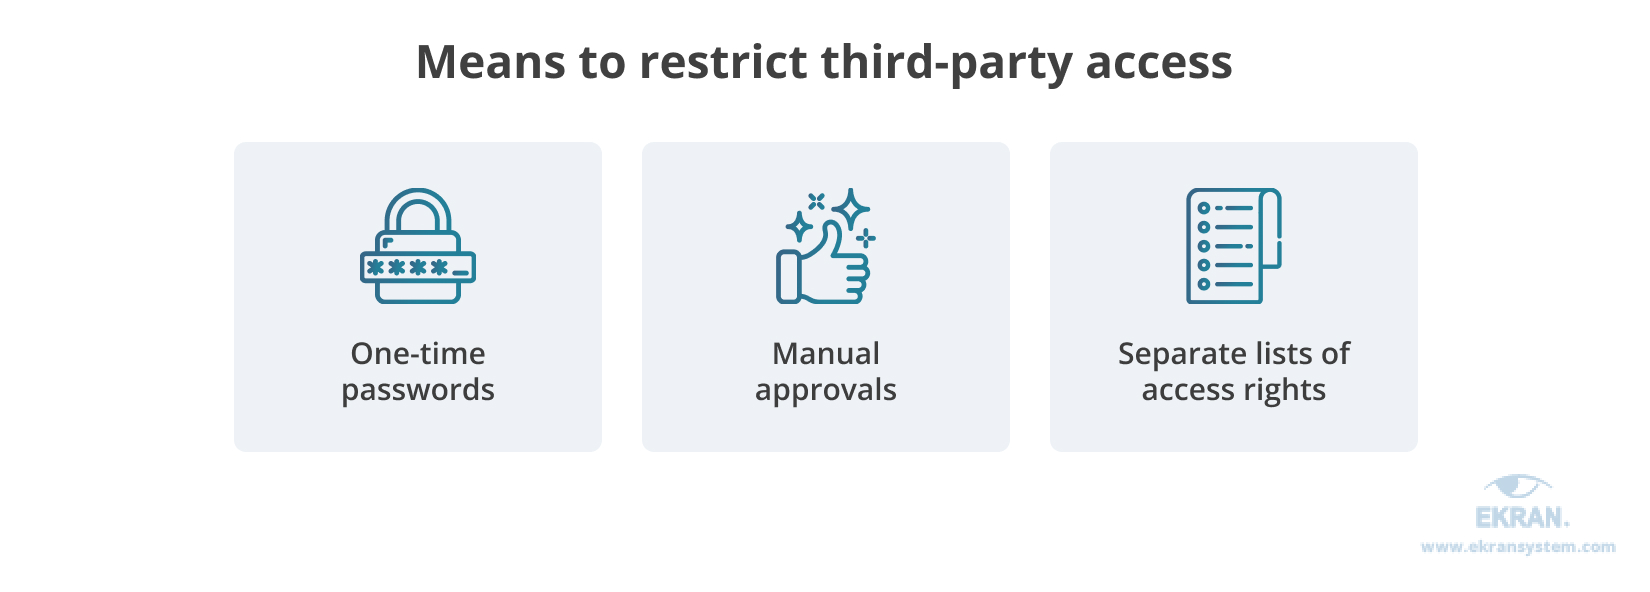 Means to restrict third-party access
One-time
passwords
Manual
approvals
Separate lists of
access rights
EKRAN.
www.ekransystem.com